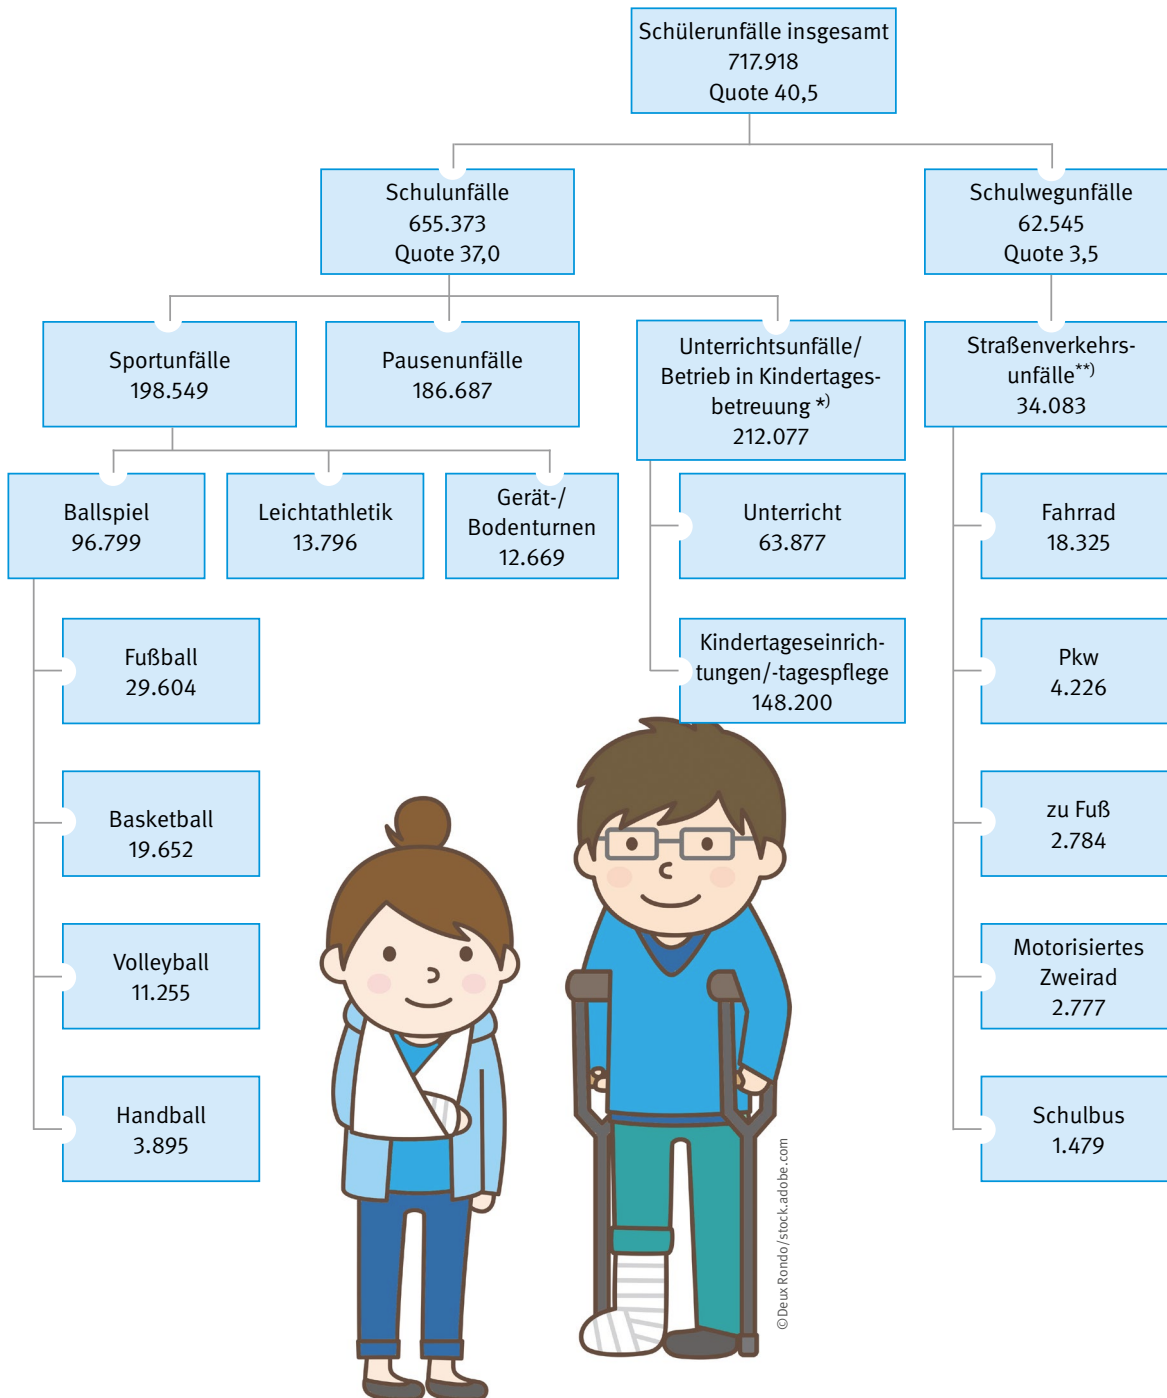 Schülerunfälle insgesamt
717.918
Quote 40,5
Schulunfälle
655.373
Quote 37,0
Schulwegunfälle
62.545
Quote 3,5
Sportunfälle
198.549
Pausenunfälle
186.687
Unterrichtsunfälle/
Betrieb in Kindertages-
betreuung *)
212.077
Straßenverkehrs-
unfälle**)
34.083
Ballspiel
96.799
Leichtathletik
13.796
Gerät-/
Bodenturnen
12.669
Unterricht
63.877
Fahrrad
18.325
Fußball
29.604
Kindertageseinrich-
tungen/-tagespflege
148.200
Pkw
4.226
Basketball
19.652
zu Fuß
2.784
Volleyball
11.255
Motorisiertes
Zweirad
2.777
Handball
3.895
Schulbus
1.479
©Deux Rondo/stock.adobe.com